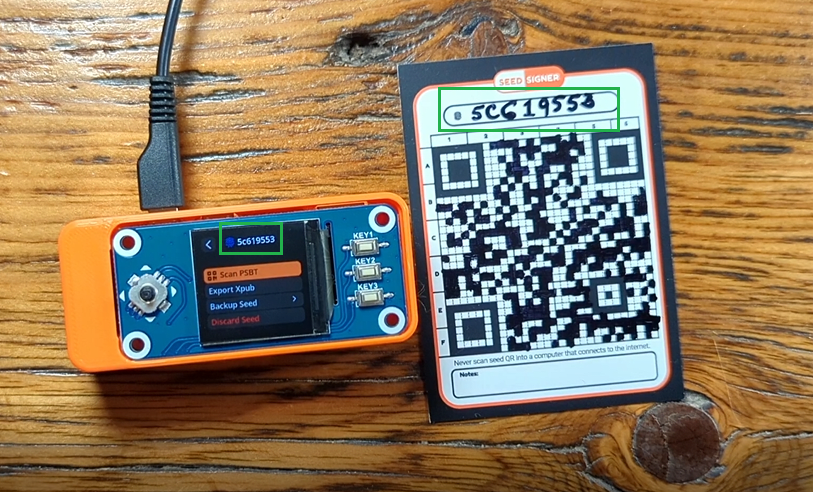 5c619553
Scan PSBT
Export Xpub
Backup Seed
Discard Seed
KEY1
KEY2
KEY3
SEED SIGNER
5C619553
1 2 3 4 5 6
A
B
C
D
E
F
Never scan seed QR into a computer that connects to the internet.
Notes: